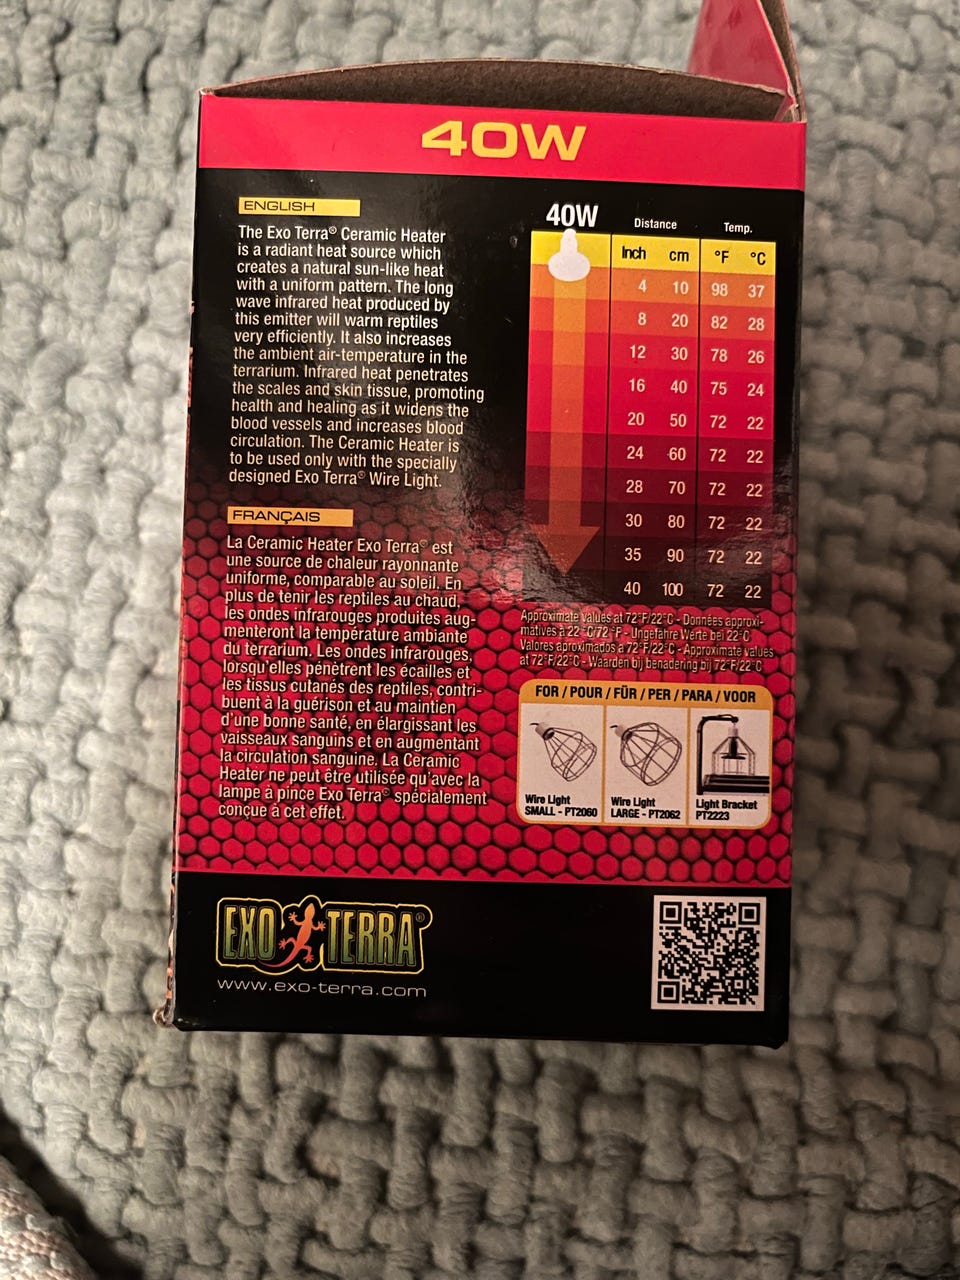 40W
ENGLISH
The Exo Terra® Ceramic Heater
is a radiant heat source which
creates a natural sun-like heat
with a uniform pattern. The long
wave infrared heat produced by
this emitter will warm reptiles
very efficiently. It also increases
the ambient air-temperature in the
terrarium. Infrared heat penetrates
the scales and skin tissue, promoting
health and healing as it widens the
blood vessels and increases blood
circulation. The Ceramic Heater is
to be used only with the specially
designed Exo Terra® Wire Light.
FRANÇAIS
La Ceramic Heater Exo Terra® est
une source de chaleur rayonnante
uniforme, comparable au soleil. En
plus de tenir les reptiles au chaud,
les ondes infrarouges produites aug-
menteront la température ambiante
du terrarium. Les ondes infrarouges,
lorsqu'elles pénètrent les écailles et
les tissus cutanés des reptiles, contri-
buent à la guérison et au maintien
d'une bonne santé, en élargissant les
vaisseaux sanguins et en augmentant
la circulation sanguine. La Ceramic
Heater ne peut être utilisée qu'avec la
lampe à pince Exo Terra® spécialement
conçue à cet effet.
40W Distance Temp.
Inch cm °F °C
4 10 98 37
8 20 82 28
12 30 78 26
16 40 75 24
20 50 72 22
24 60 72 22
28 70 72 22
30 80 72 22
35 90 72 22
40 100 72 22
Approximate values at 72°F/22°C - Données approxi-
matives à 22°C/72°F - Ungefähre Werte bei 22°C
Valores aproximados a 72°F/22°C - Approximate values
at 72°F/22°C - Waarden bij benadering bij 72°F/22°C
FOR / POUR / FÜR / PER / PARA / VOOR
Wire Light
SMALL - PT2060
Wire Light
LARGE - PT2062
Light Bracket
PT2223
EXO TERRA®
www.exo-terra.com